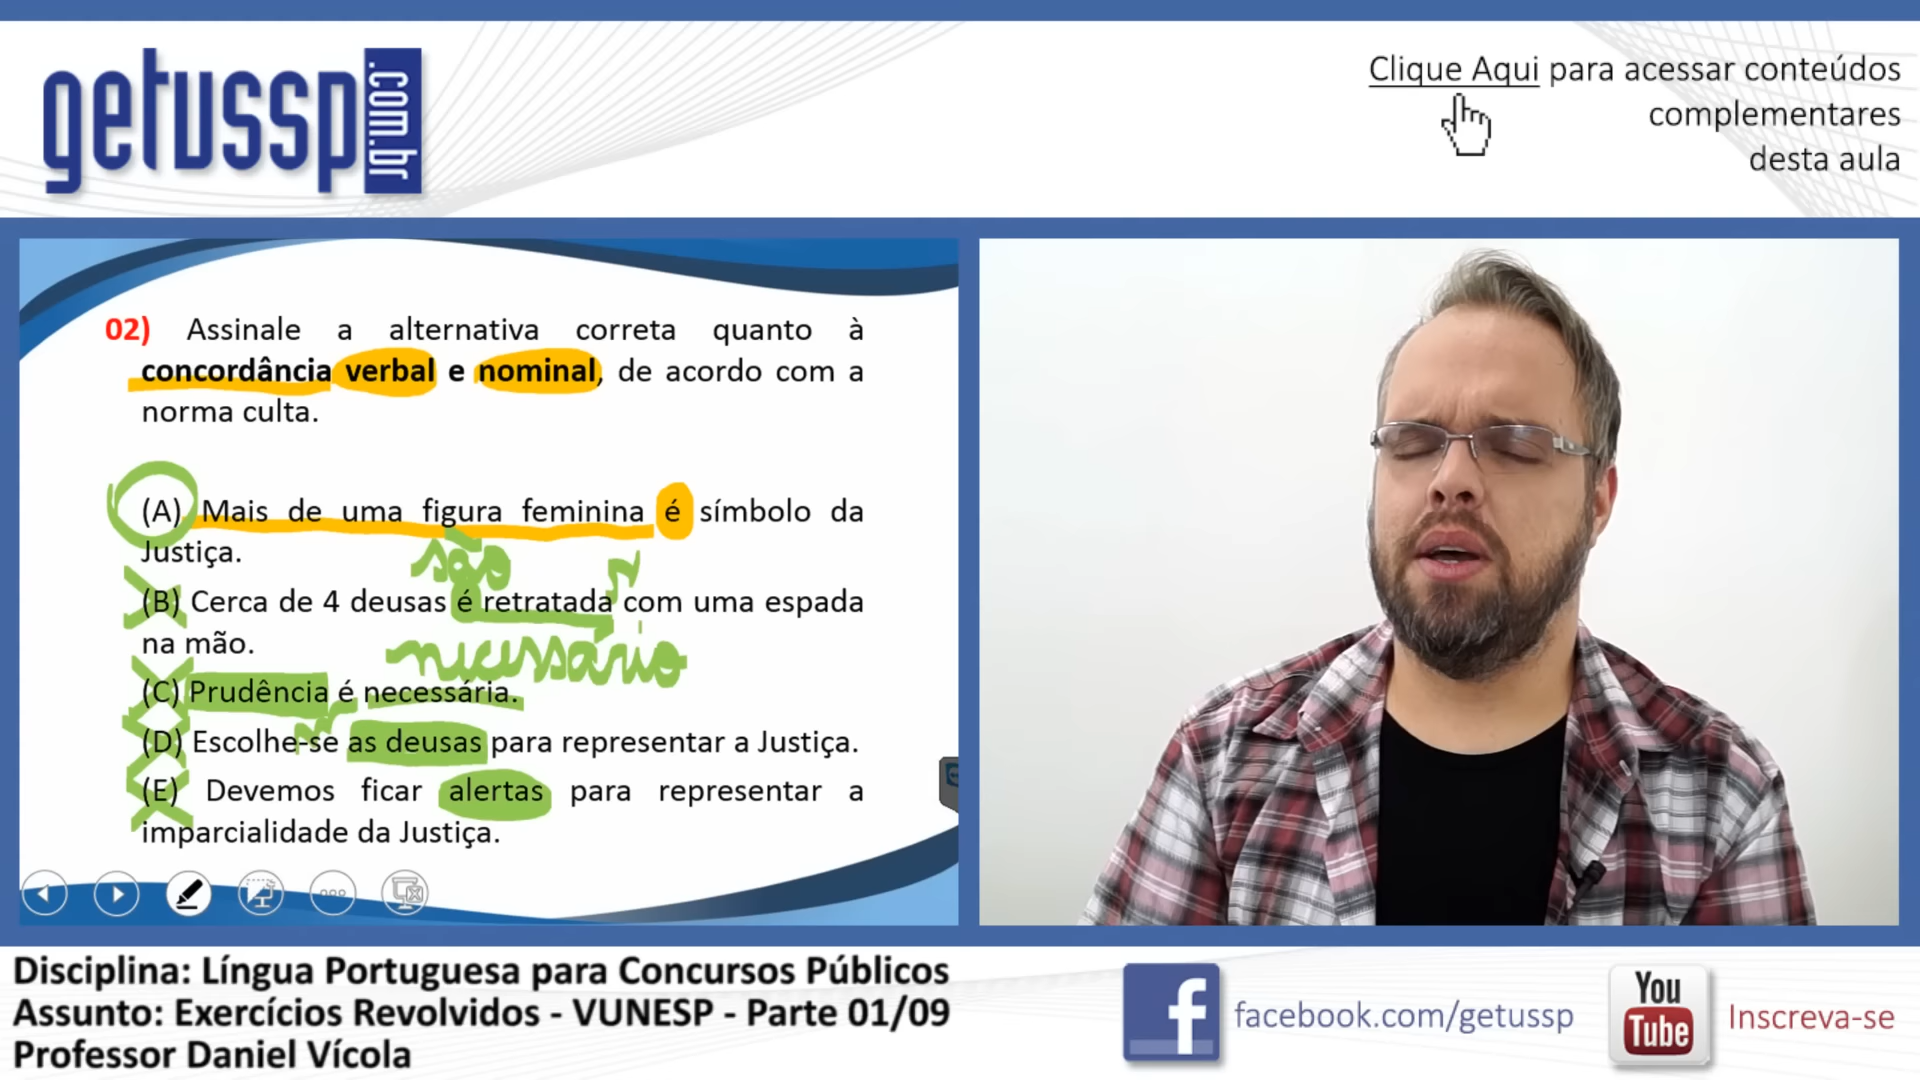 getussp
.com.br
Clique Aqui para acessar conteúdos
complementares
desta aula
02) Assinale a alternativa correta quanto à
concordância verbal e nominal, de acordo com a
norma culta.
(A) Mais de uma figura feminina é símbolo da
Justiça.
são
(B) Cerca de 4 deusas é retratada com uma espada
na mão.
necessário
(C) Prudência é necessária.
(D) Escolhe-se as deusas para representar a Justiça.
(E) Devemos ficar alertas para representar a
imparcialidade da Justiça.
Disciplina: Língua Portuguesa para Concursos Públicos
Assunto: Exercícios Revolvidos - VUNESP - Parte 01/09
Professor Daniel Vícola
f
facebook.com/getussp
You
Tube
Inscreva-se